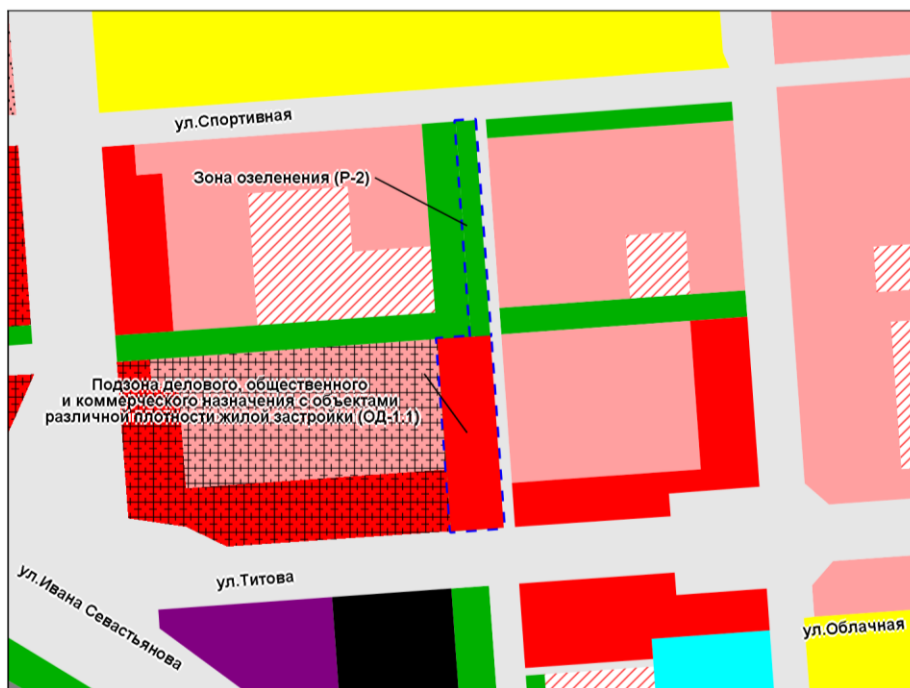 ул.Спортивная
Зона озеленения (Р-2)
Подзона делового, общественного
и коммерческого назначения с объектами
различной плотности жилой застройки (ОД-1.1)
ул.Титова
ул.Ивана Севастьянова
ул.Облачная